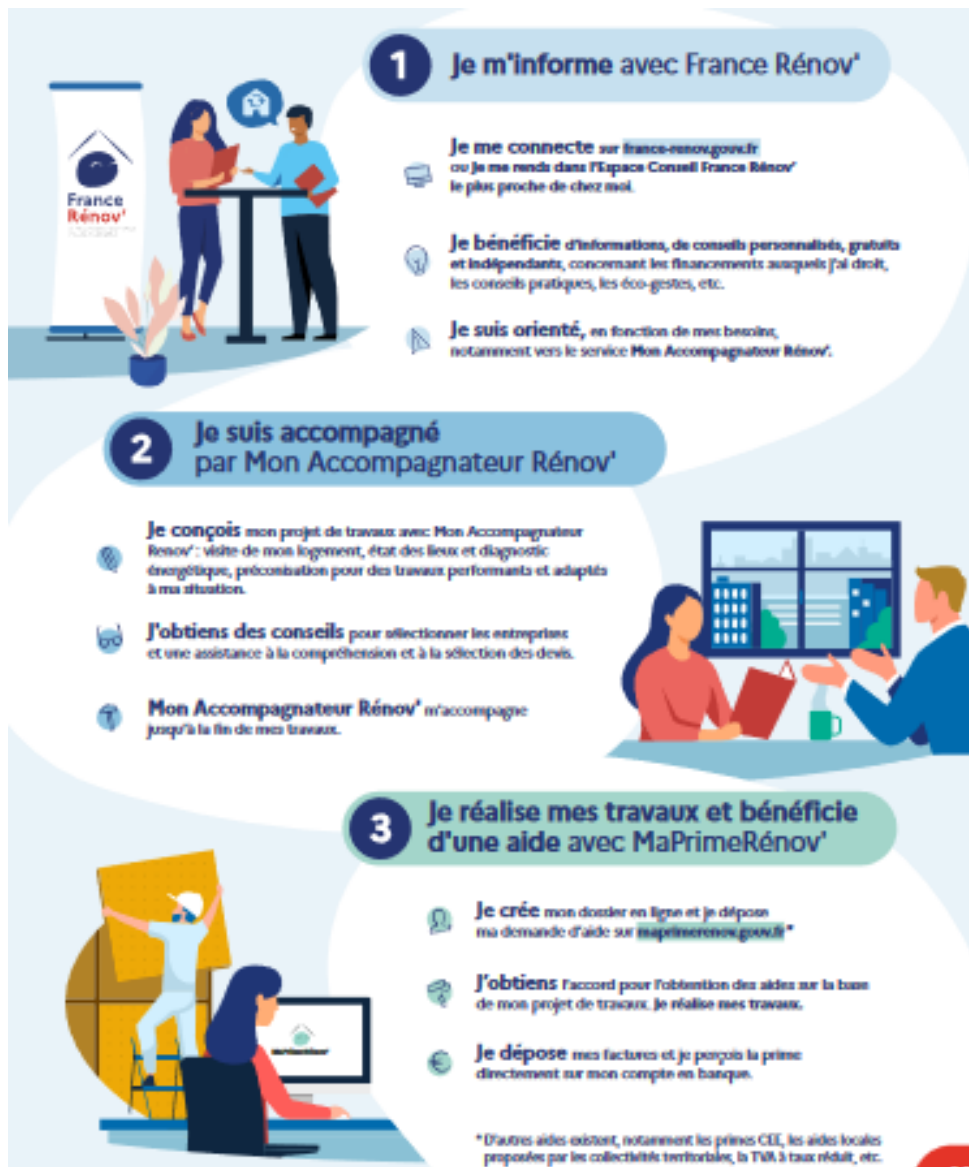 France
Rénov'
1 Je m'informe avec France Rénov'
Je me connecte sur france-renov.gouv.fr
ou Je me rends dans l'Espace Conseil France Rénov'
le plus proche de chez moi.
Je bénéficie d'informations, de conseils personnalisés, gratuits
et indépendants, concernant les financements auxquels j'ai droit,
les conseils pratiques, les éco-gestes, etc.
Je suis orienté, en fonction de mes besoins,
notamment vers le service Mon Accompagnateur Rénov'.
2 Je suis accompagné
par Mon Accompagnateur Rénov'
Je conçois mon projet de travaux avec Mon Accompagnateur
Renov' : visite de mon logement, état des lieux et diagnostic
énergétique, préconisation pour des travaux performants et adaptés
à ma situation.
J'obtiens des conseils pour sélectionner les entreprises
et une assistance à la compréhension et à la sélection des devis.
Mon Accompagnateur Rénov' m'accompagne
jusqu'à la fin de mes travaux.
3 Je réalise mes travaux et bénéficie
d'une aide avec MaPrimeRénov'
Je crée mon dossier en ligne et je dépose
ma demande d'aide sur maprimerenov.gouv.fr*
J'obtiens l'accord pour l'obtention des aides sur la base
de mon projet de travaux. Je réalise mes travaux.
MaPrimeRénov'
Je dépose mes factures et je perçois la prime
directement sur mon compte en banque.
* D'autres aides existent, notamment les primes CEE, les aides locales
proposées par les collectivités territoriales, la TVA à taux réduit, etc.